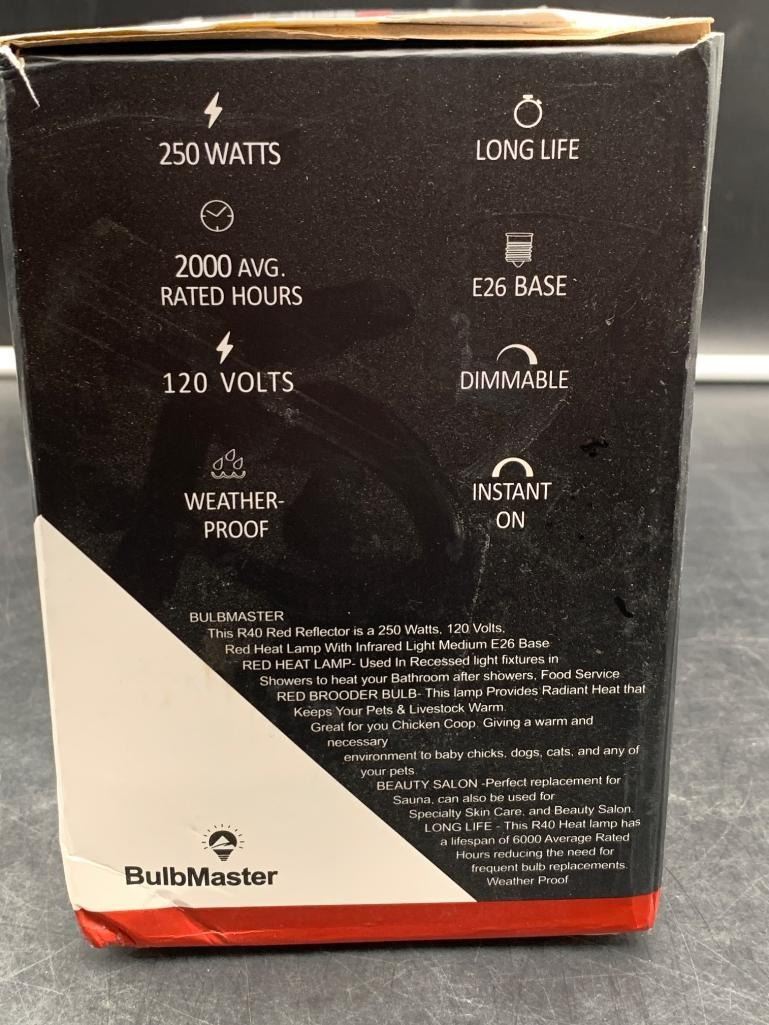 250 WATTS
LONG LIFE
2000 AVG.
RATED HOURS
E26 BASE
120 VOLTS
DIMMABLE
WEATHER-
PROOF
INSTANT
ON
BULBMASTER
This R40 Red Reflector is a 250 Watts, 120 Volts,
Red Heat Lamp With Infrared Light Medium E26 Base
RED HEAT LAMP- Used In Recessed light fixtures in
Showers to heat your Bathroom after showers, Food Service
RED BROODER BULB- This lamp Provides Radiant Heat that
Keeps Your Pets & Livestock Warm.
Great for you Chicken Coop. Giving a warm and
necessary
environment to baby chicks, dogs, cats, and any of
your pets.
BEAUTY SALON -Perfect replacement for
Sauna, can also be used for
Specialty Skin Care, and Beauty Salon.
LONG LIFE - This R40 Heat lamp has
a lifespan of 6000 Average Rated
Hours reducing the need for
frequent bulb replacements.
Weather Proof
BulbMaster